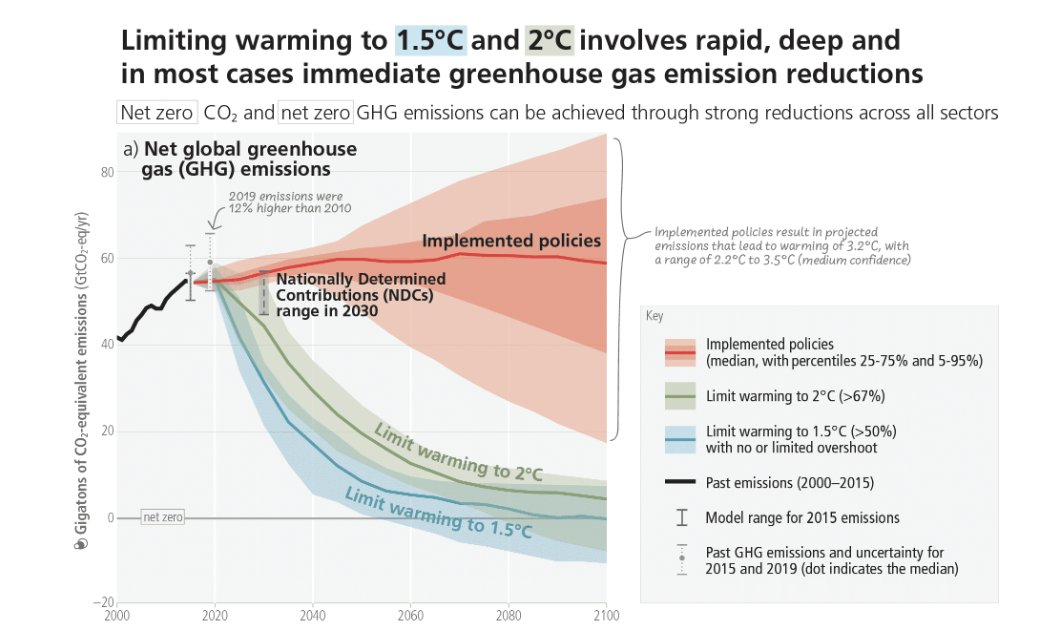 Limiting warming to 1.5°C and 2°C involves rapid, deep and
in most cases immediate greenhouse gas emission reductions
Net zero CO₂ and net zero GHG emissions can be achieved through strong reductions across all sectors
a) Net global greenhouse
gas (GHG) emissions
2019 emissions were
12% higher than 2010
Gigatons of CO₂-equivalent emissions (GtCO₂-eq/yr)
80
60
40
20
0
−20
2000
2020
2040
2060
2080
2100
Implemented policies
Nationally Determined
Contributions (NDCs)
range in 2030
Limit warming to 2°C
Limit warming to 1.5°C
net zero
Implemented policies result in projected
emissions that lead to warming of 3.2°C, with
a range of 2.2°C to 3.5°C (medium confidence)
Key
Implemented policies
(median, with percentiles 25-75% and 5-95%)
Limit warming to 2°C (>67%)
Limit warming to 1.5°C (>50%)
with no or limited overshoot
Past emissions (2000–2015)
Model range for 2015 emissions
Past GHG emissions and uncertainty for
2015 and 2019 (dot indicates the median)